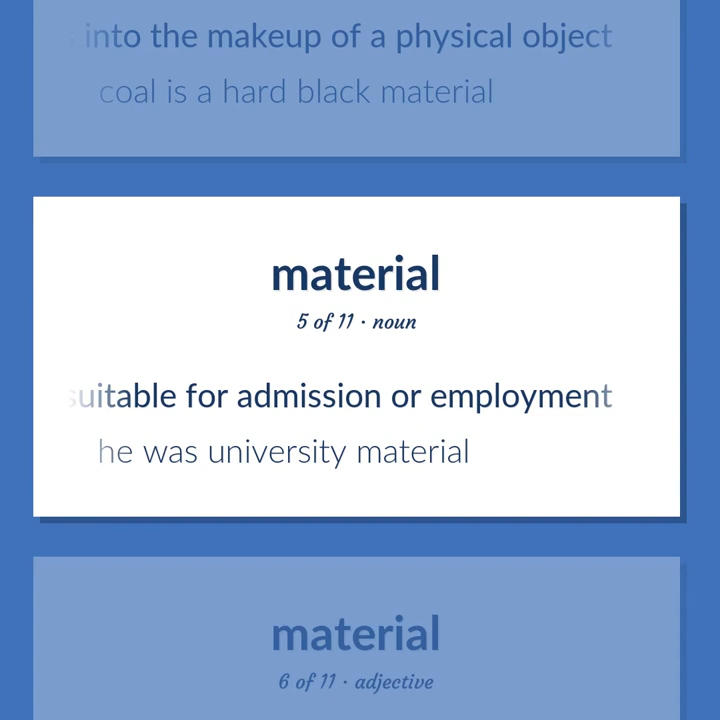 into the makeup of a physical object
coal is a hard black material
material
5 of 11 · noun
suitable for admission or employment
he was university material
material
6 of 11 · adjective